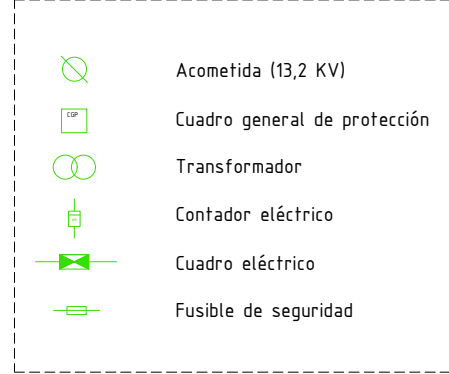 Acometida (13,2 KV)
CGP
Cuadro general de protección
Transformador
Contador eléctrico
Cuadro eléctrico
Fusible de seguridad